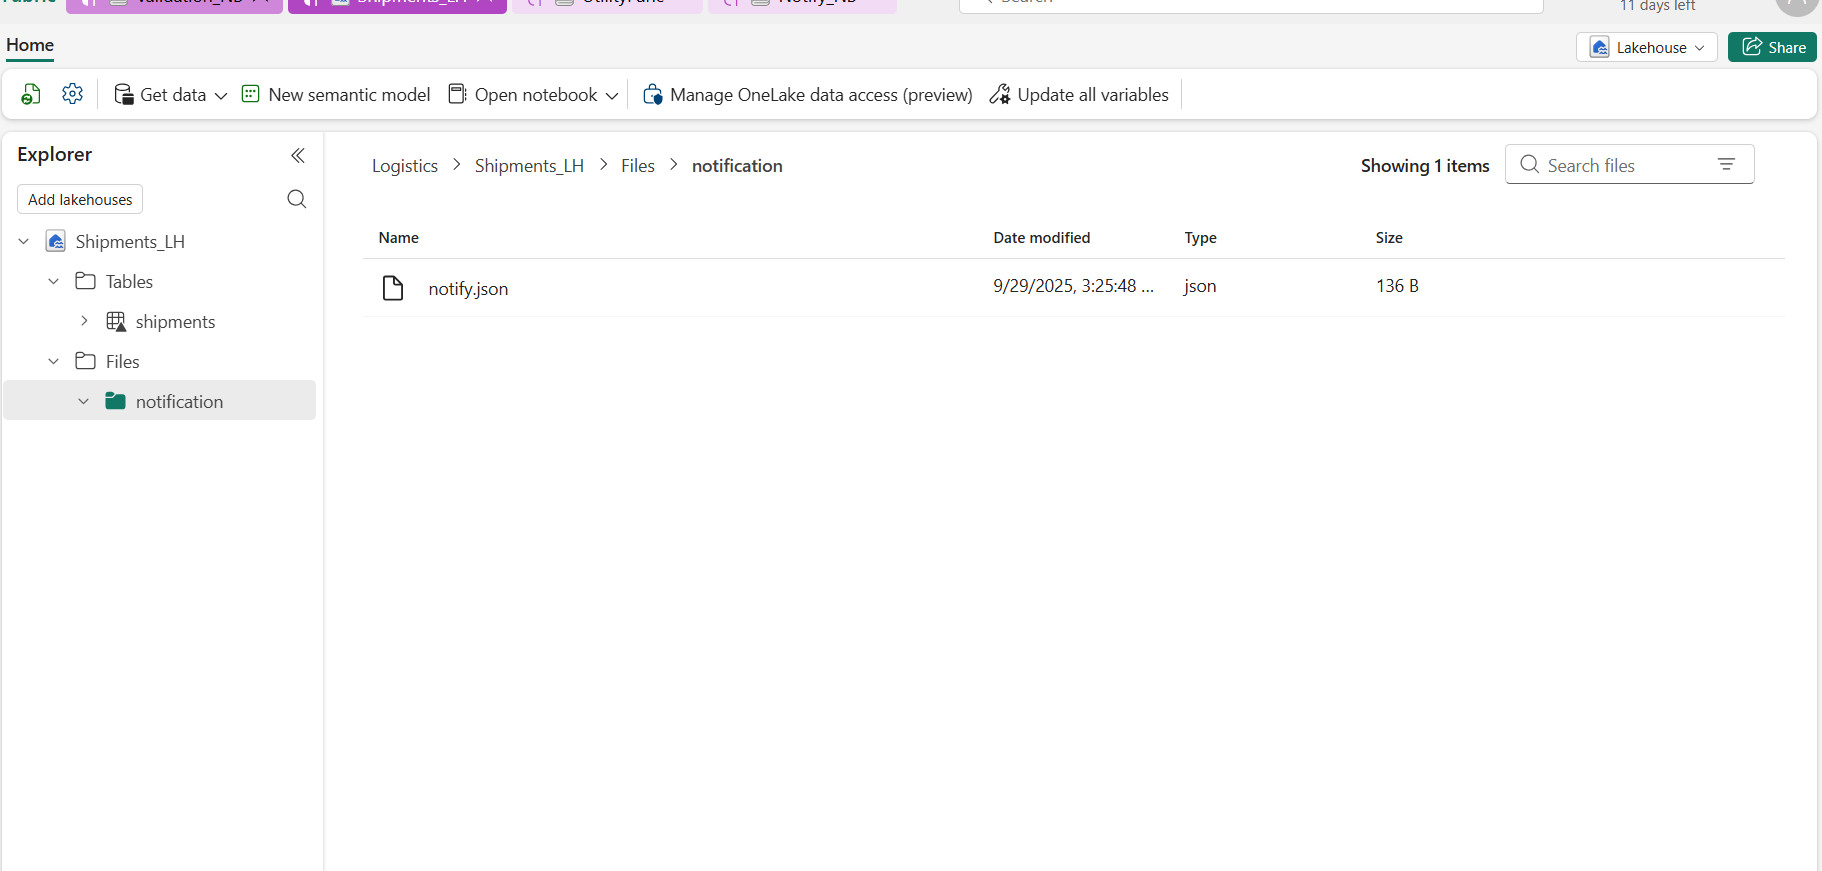 Fabric Validation_NB Shipments_LH UtilityFunc Notify_NB Search 11 days left
Home Lakehouse Share
Get data New semantic model Open notebook Manage OneLake data access (preview) Update all variables
Explorer
Add lakehouses
Shipments_LH
Tables
shipments
Files
notification
Logistics Shipments_LH Files notification Showing 1 items Search files
Name Date modified Type Size
notify.json 9/29/2025, 3:25:48 ... json 136 B